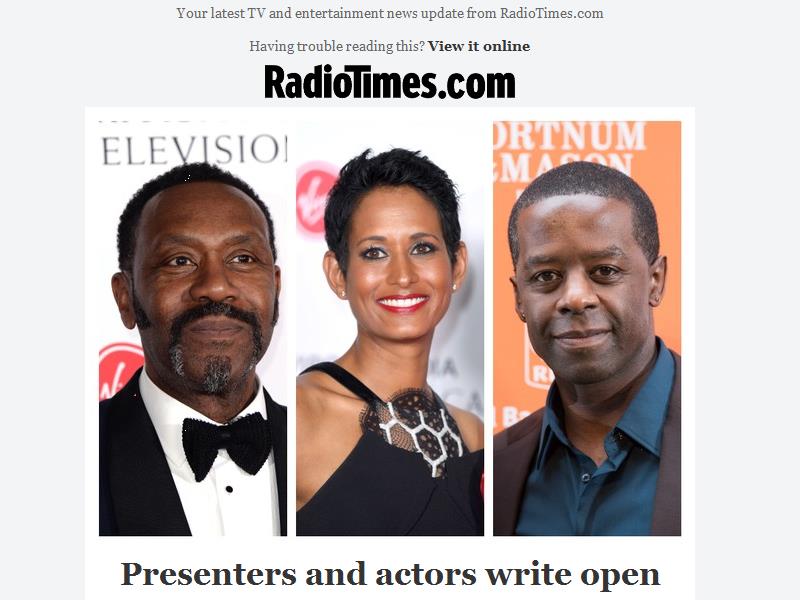 Your latest TV and entertainment news update from RadioTimes.com
Having trouble reading this? View it online
RadioTimes.com
ELEVISION
ORTNUM
& MASON
Presenters and actors write open